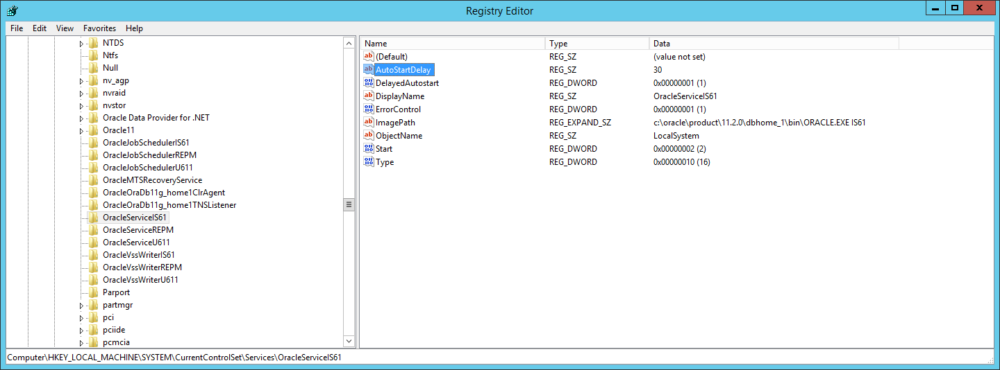 Registry Editor
File Edit View Favorites Help
NTDS
Ntfs
Null
nv_agp
nvraid
nvstor
Oracle Data Provider for .NET
Oracle11
OracleJobSchedulerIS61
OracleJobSchedulerREPM
OracleJobSchedulerU611
OracleMTSRecoveryService
OracleOraDb11g_home1ClrAgent
OracleOraDb11g_home1TNSListener
OracleServiceIS61
OracleServiceREPM
OracleServiceU611
OracleVssWriterIS61
OracleVssWriterREPM
OracleVssWriterU611
Parport
partmgr
pci
pciide
pcmcia
Name Type Data
(Default) REG_SZ (value not set)
AutoStartDelay REG_SZ 30
DelayedAutostart REG_DWORD 0x00000001 (1)
DisplayName REG_SZ OracleServiceIS61
ErrorControl REG_DWORD 0x00000001 (1)
ImagePath REG_EXPAND_SZ c:\oracle\product\11.2.0\dbhome_1\bin\ORACLE.EXE IS61
ObjectName REG_SZ LocalSystem
Start REG_DWORD 0x00000002 (2)
Type REG_DWORD 0x00000010 (16)
Computer\HKEY_LOCAL_MACHINE\SYSTEM\CurrentControlSet\Services\OracleServiceIS61